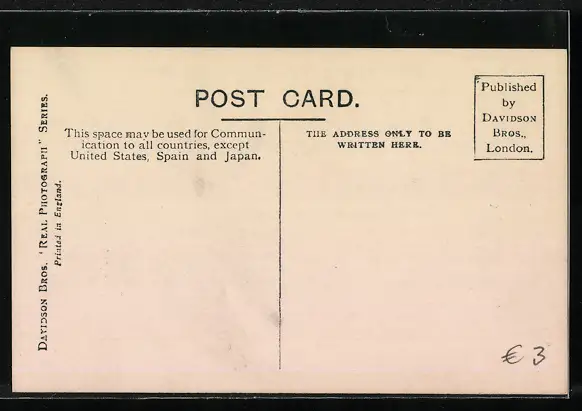 POST CARD.
Published
by
DAVIDSON
BROS.,
London.
This space may be used for Commun-
ication to all countries, except
United States, Spain and Japan.
THE ADDRESS ONLY TO BE
WRITTEN HERE.
DAVIDSON BROS. "REAL PHOTOGRAPH" SERIES.
Printed in England.
€ 3